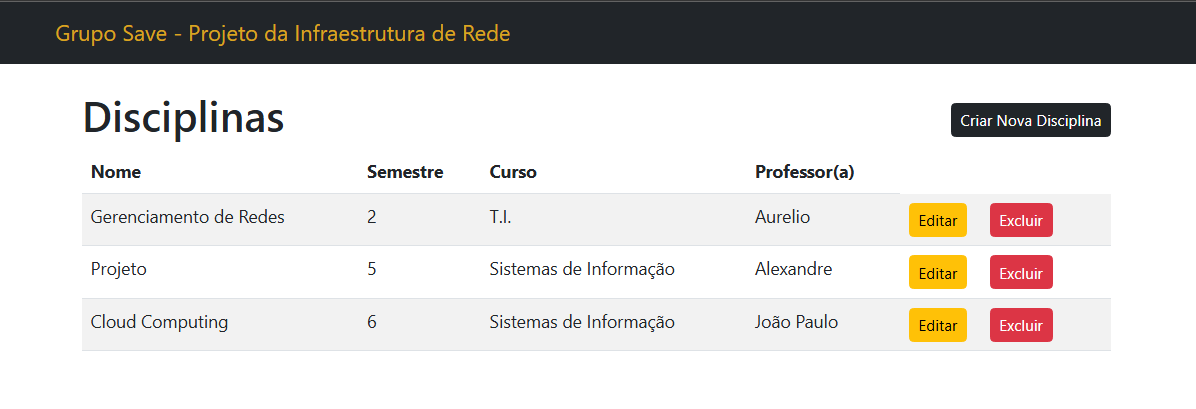 Grupo Save - Projeto da Infraestrutura de Rede
Disciplinas
Criar Nova Disciplina
Nome Semestre Curso Professor(a)
Gerenciamento de Redes 2 T.I. Aurelio Editar Excluir
Projeto 5 Sistemas de Informação Alexandre Editar Excluir
Cloud Computing 6 Sistemas de Informação João Paulo Editar Excluir